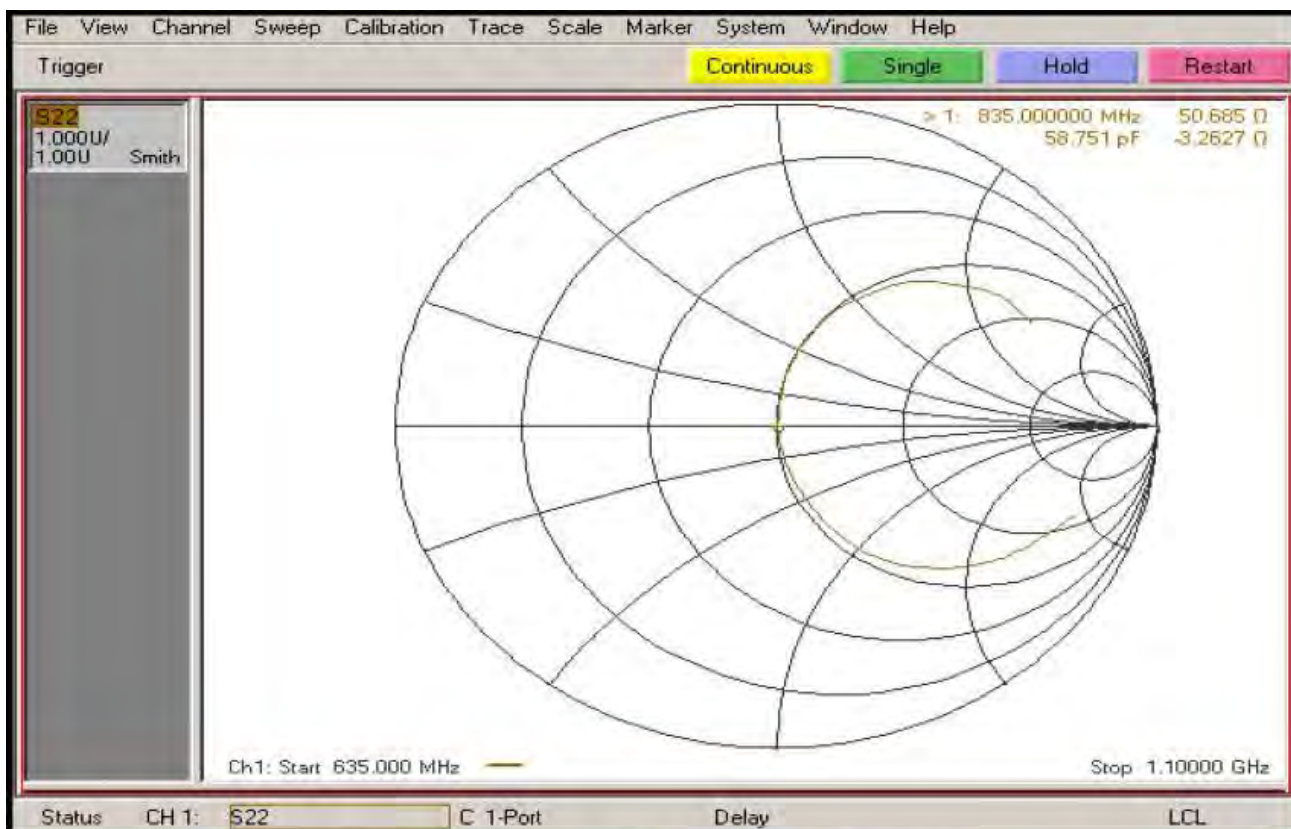 File View Channel Sweep Calibration Trace Scale Marker System Window Help
Trigger Continuous Single Hold Restart
S22
1.000U/
1.00U Smith
> 1: 835.000000 MHz 50.685 Ω
58.751 pF -3.2627 Ω
Ch1: Start 635.000 MHz Stop 1.10000 GHz
Status CH 1: S22 C 1-Port Delay LCL